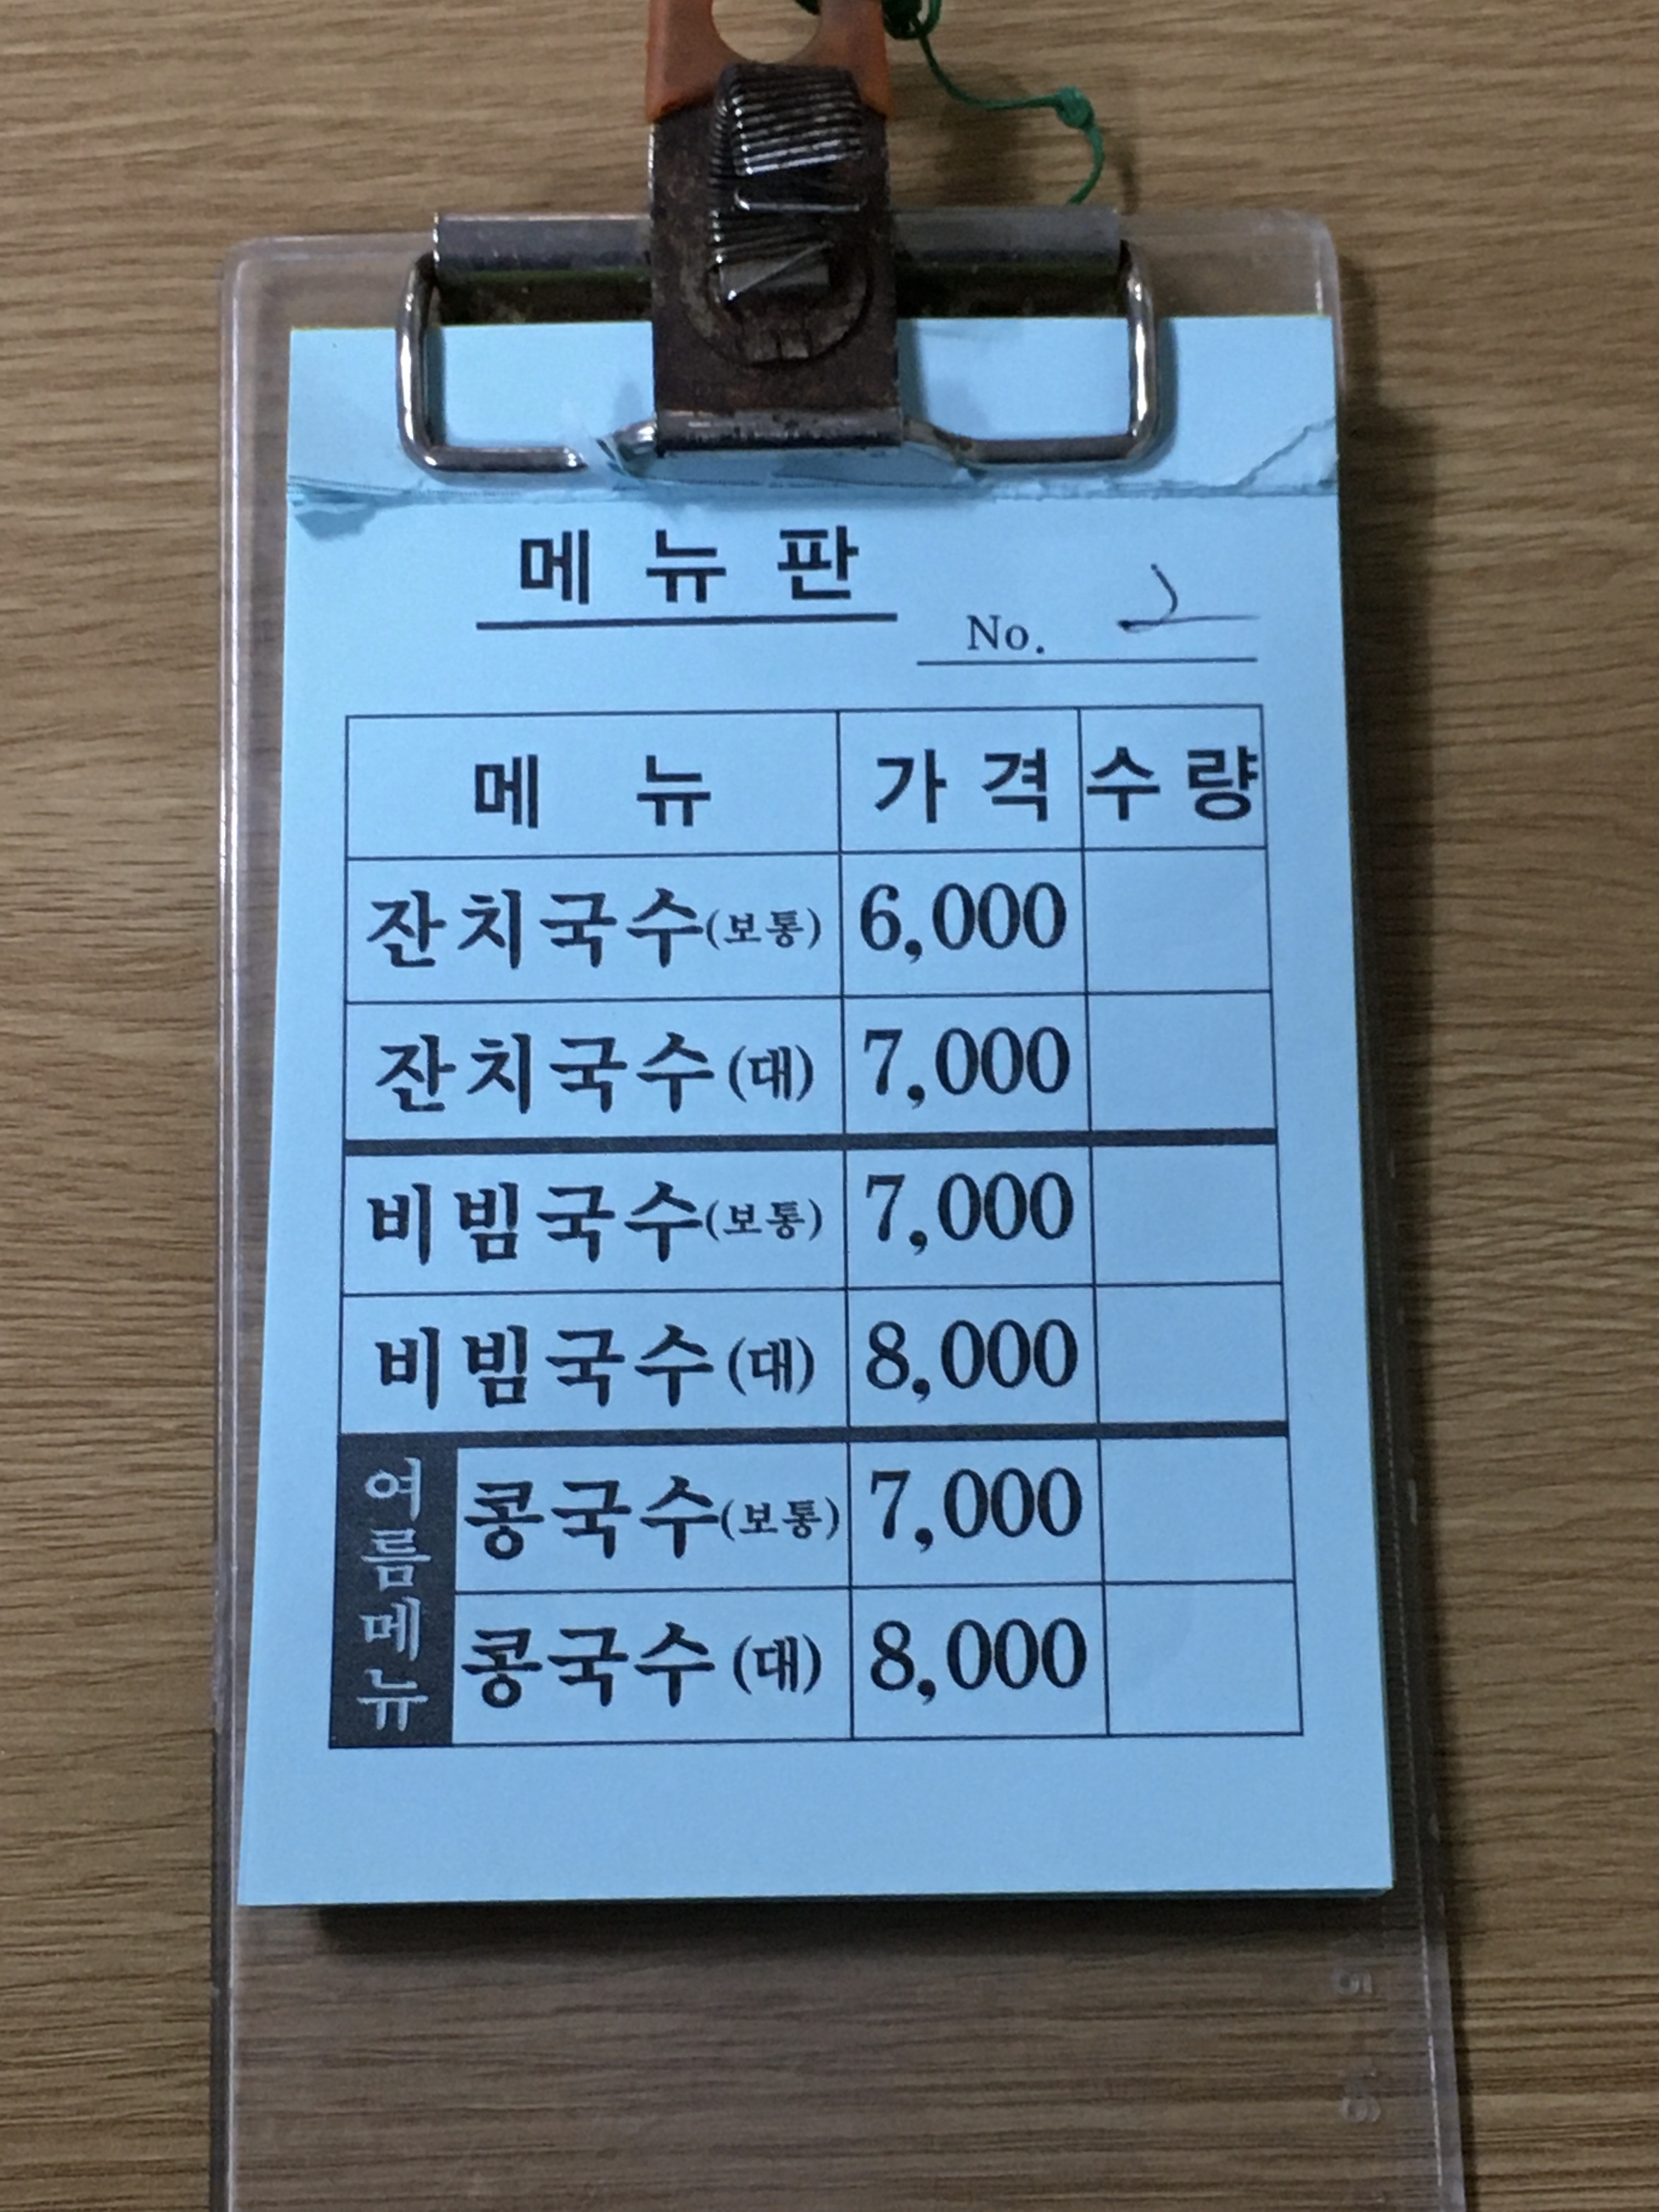 메뉴판
No. 2
메 뉴 가 격 수 량
잔치국수(보통) 6,000
잔치국수(대) 7,000
비빔국수(보통) 7,000
비빔국수(대) 8,000
여름메뉴
콩국수(보통) 7,000
콩국수(대) 8,000